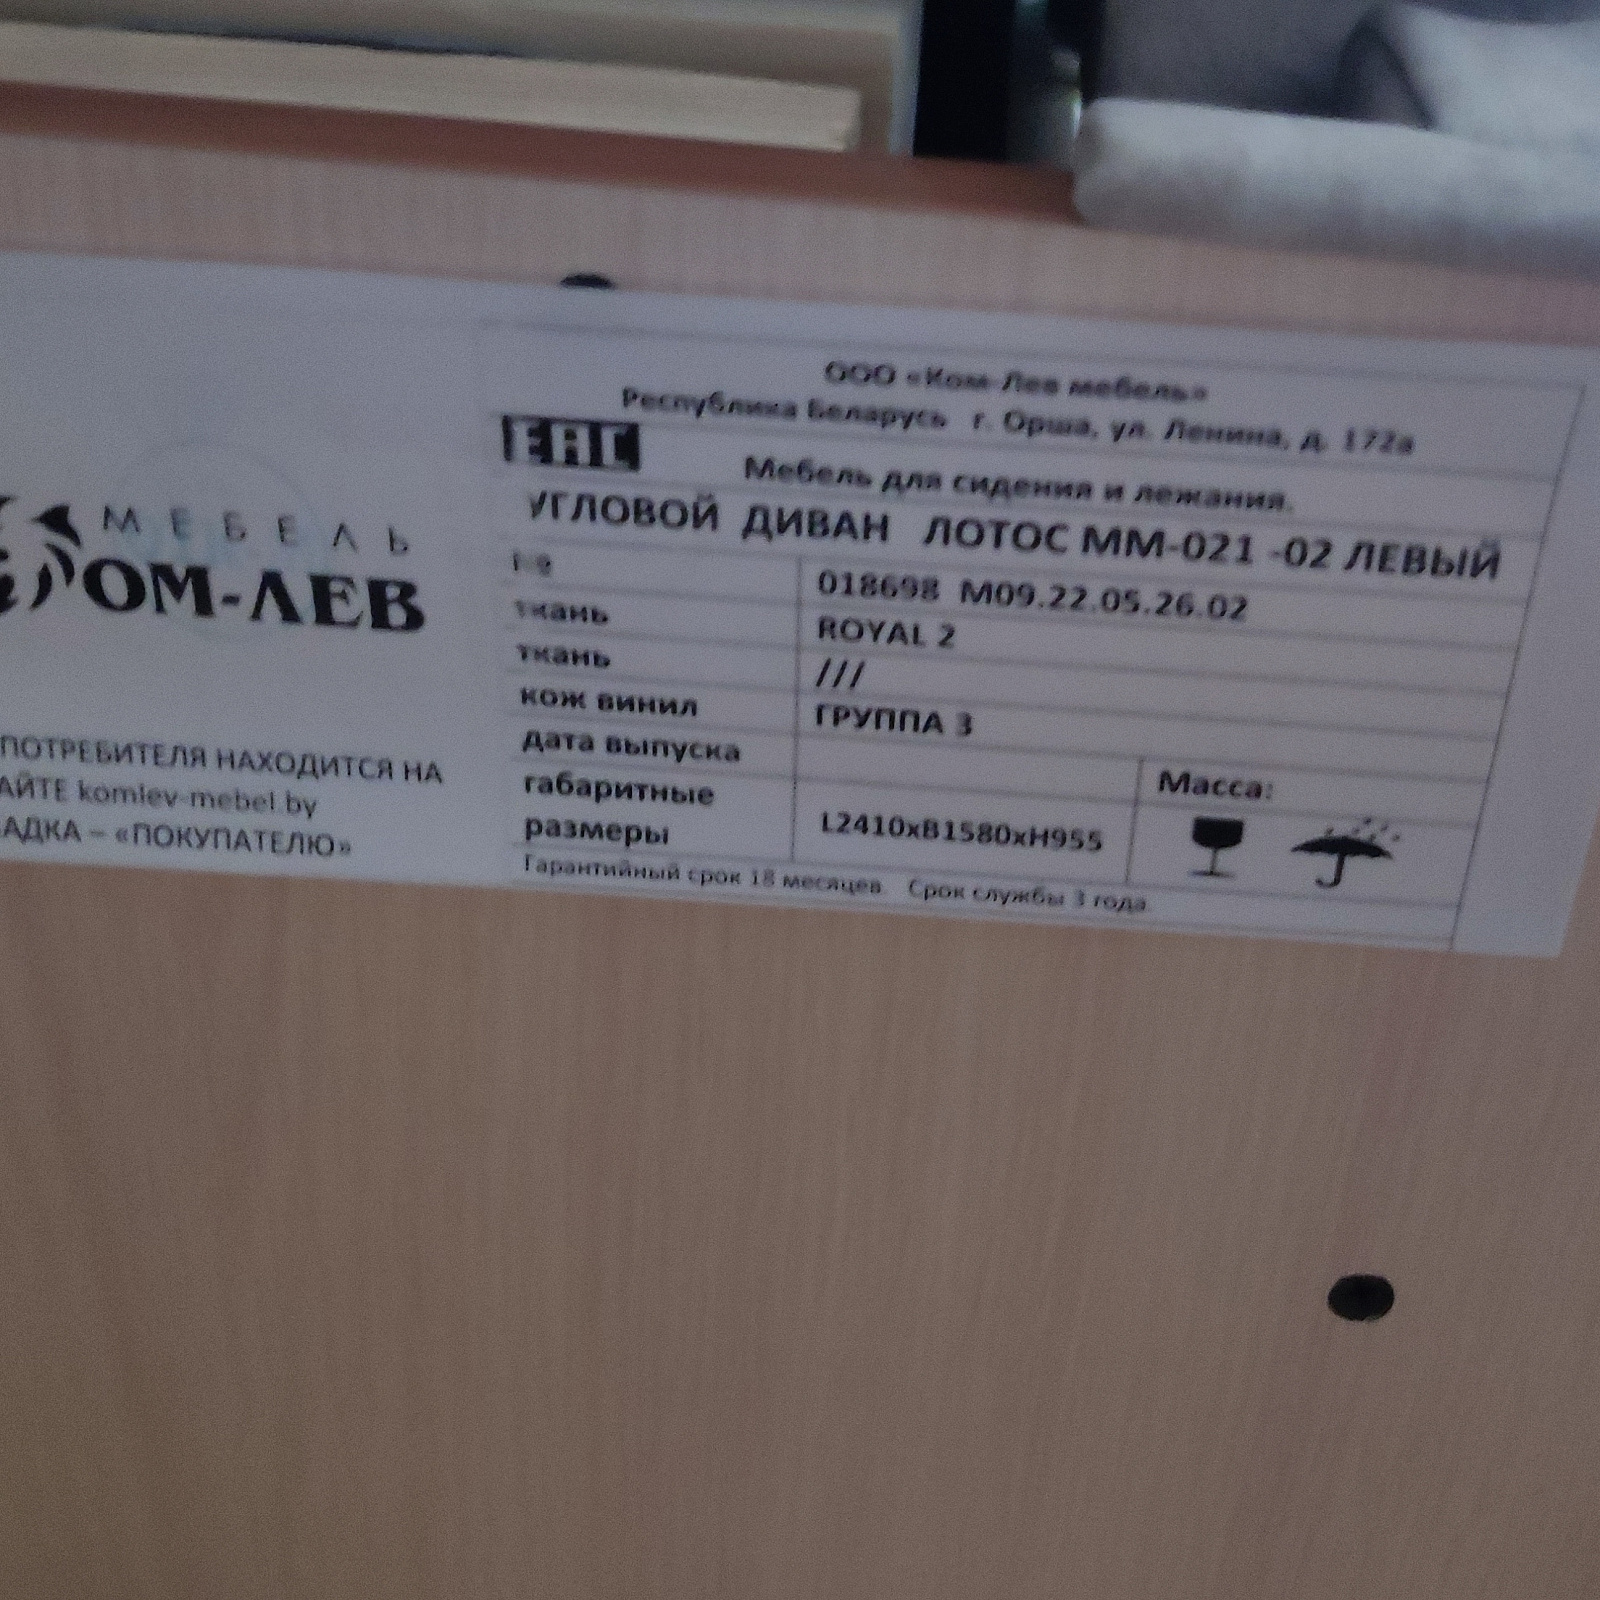 МЕБЕЛЬ
КОМ-ЛЕВ
ПОТРЕБИТЕЛЯ НАХОДИТСЯ НА
АЙТЕ komlev-mebel.by
АДКА – «ПОКУПАТЕЛЮ»
ООО «Ком-Лев мебель»
Республика Беларусь г. Орша, ул. Ленина, д. 172а
ЕАС
Мебель для сидения и лежания.
УГЛОВОЙ ДИВАН ЛОТОС ММ-021 -02 ЛЕВЫЙ
018698 М09.22.05.26.02
ткань ROYAL 2
ткань ///
кож винил ГРУППА 3
дата выпуска
Масса:
габаритные
размеры L2410хВ1580хН955
Гарантийный срок 18 месяцев. Срок службы 3 года.